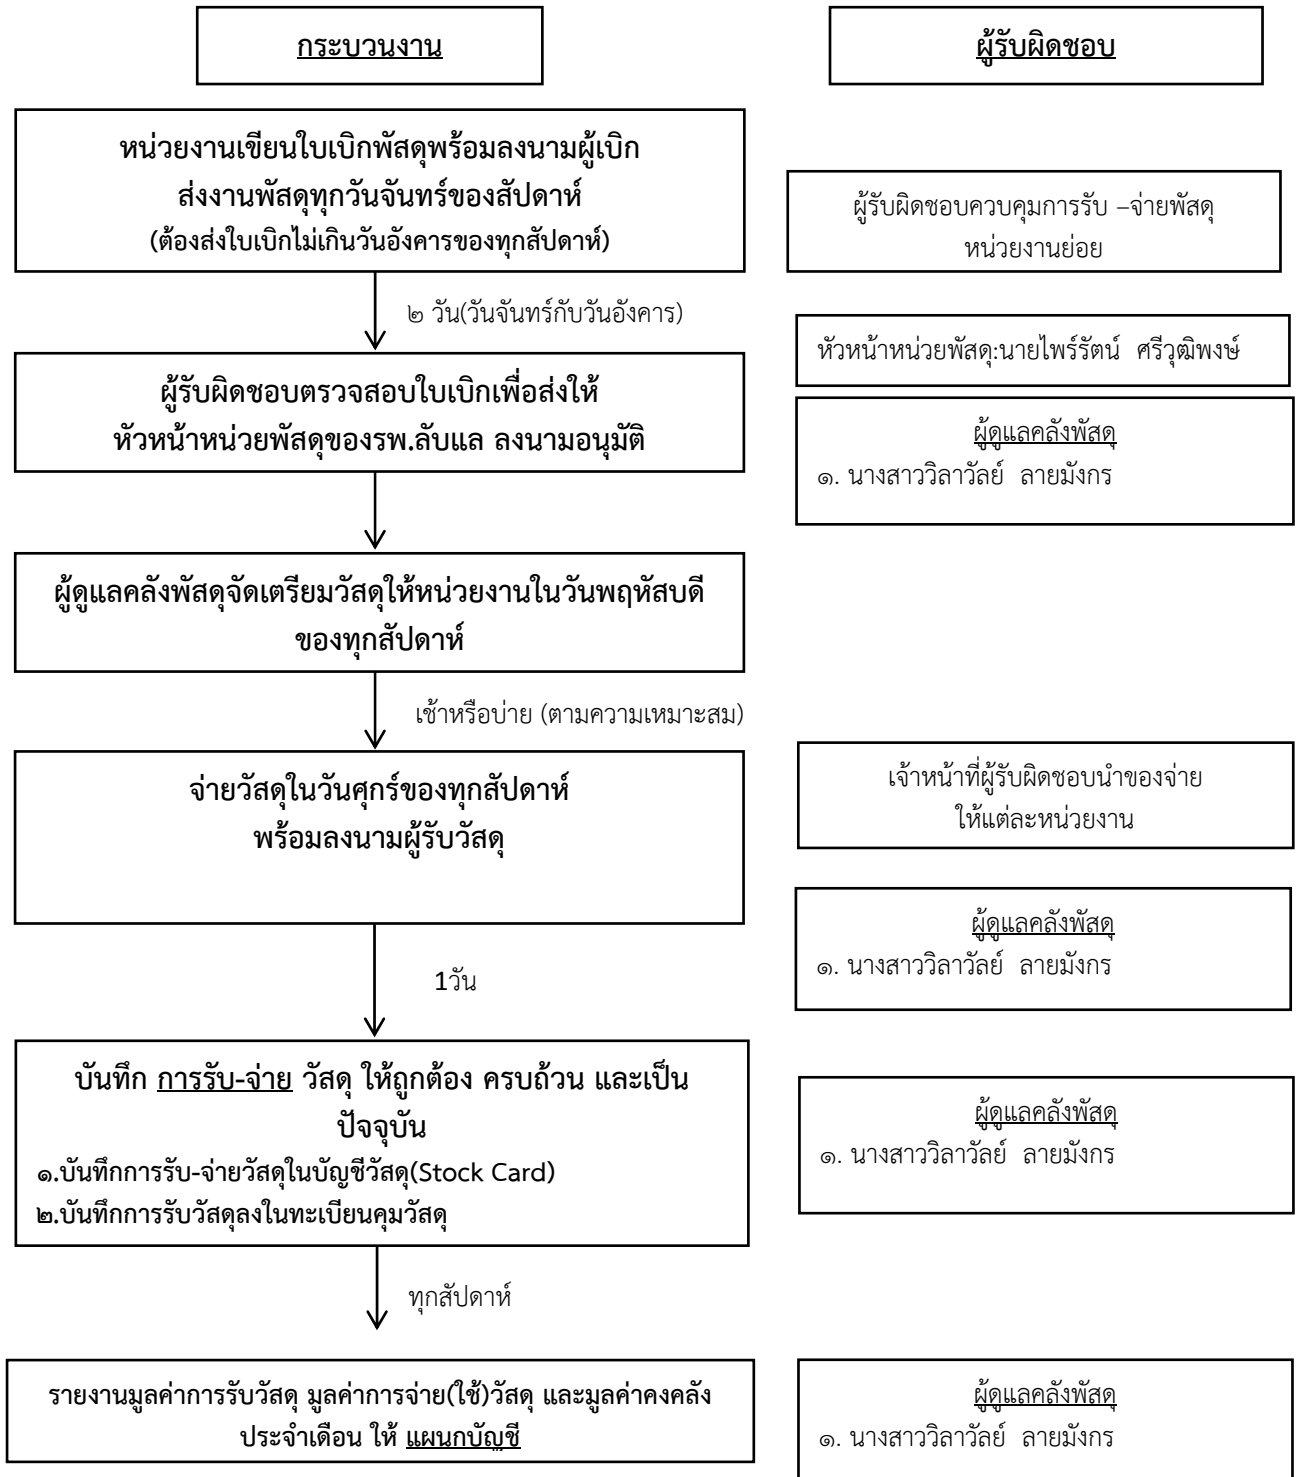 กระบวนงาน
ผู้รับผิดชอบ
หน่วยงานเขียนใบเบิกพัสดุพร้อมลงนามผู้เบิก
ส่งงานพัสดุทุกวันจันทร์ของสัปดาห์
(ต้องส่งใบเบิกไม่เกินวันอังคารของทุกสัปดาห์)
ผู้รับผิดชอบควบคุมการรับ –จ่ายพัสดุ
หน่วยงานย่อย
๒ วัน(วันจันทร์กับวันอังคาร)
หัวหน้าหน่วยพัสดุ:นายไพร์รัตน์ ศรีวุฒิพงษ์
ผู้รับผิดชอบตรวจสอบใบเบิกเพื่อส่งให้
หัวหน้าหน่วยพัสดุของรพ.ลับแล ลงนามอนุมัติ
ผู้ดูแลคลังพัสดุ
๑. นางสาววิลาวัลย์ ลายมังกร
ผู้ดูแลคลังพัสดุจัดเตรียมวัสดุให้หน่วยงานในวันพฤหัสบดี
ของทุกสัปดาห์
เช้าหรือบ่าย (ตามความเหมาะสม)
จ่ายวัสดุในวันศุกร์ของทุกสัปดาห์
พร้อมลงนามผู้รับวัสดุ
เจ้าหน้าที่ผู้รับผิดชอบนำของจ่าย
ให้แต่ละหน่วยงาน
ผู้ดูแลคลังพัสดุ
๑. นางสาววิลาวัลย์ ลายมังกร
1วัน
บันทึก การรับ-จ่าย วัสดุ ให้ถูกต้อง ครบถ้วน และเป็น
ปัจจุบัน
๑.บันทึกการรับ-จ่ายวัสดุในบัญชีวัสดุ(Stock Card)
๒.บันทึกการรับวัสดุลงในทะเบียนคุมวัสดุ
ผู้ดูแลคลังพัสดุ
๑. นางสาววิลาวัลย์ ลายมังกร
ทุกสัปดาห์
รายงานมูลค่าการรับวัสดุ มูลค่าการจ่าย(ใช้)วัสดุ และมูลค่าคงคลัง
ประจำเดือน ให้ แผนกบัญชี
ผู้ดูแลคลังพัสดุ
๑. นางสาววิลาวัลย์ ลายมังกร